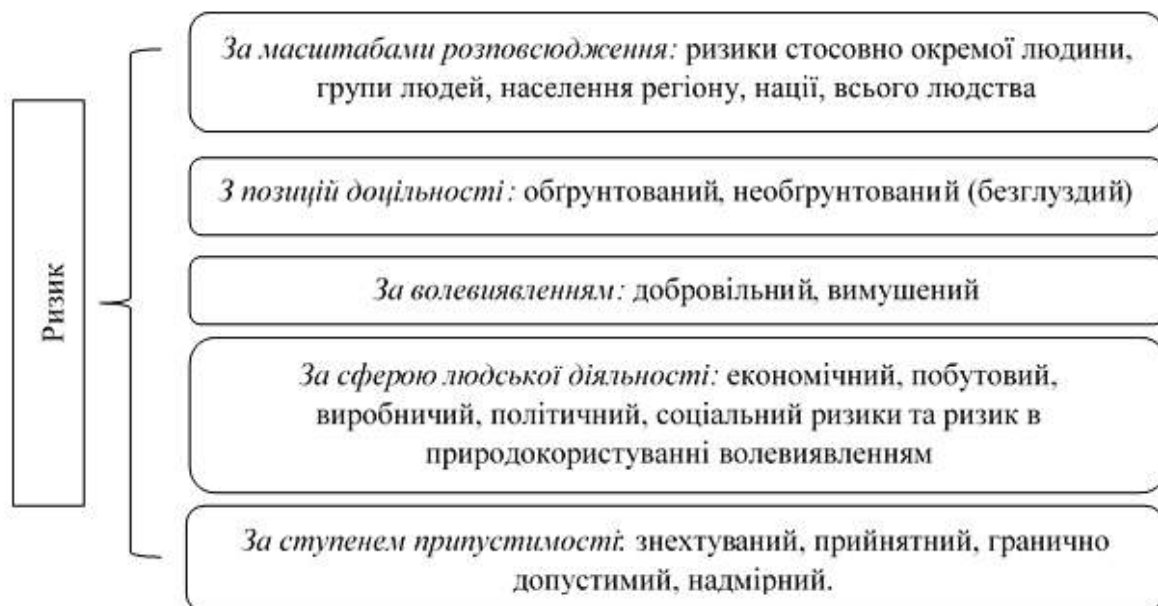 Ризик
За масштабами розповсюдження: ризики стосовно окремої людини,
групи людей, населення регіону, нації, всього людства
З позицій доцільності: обґрунтований, необґрунтований (безглуздий)
За волевиявленням: добровільний, вимушений
За сферою людської діяльності: економічний, побутовий,
виробничий, політичний, соціальний ризики та ризик в
природокористуванні волевиявленням
За ступенем припустимості: знехтуваний, прийнятний, гранично
допустимий, надмірний.